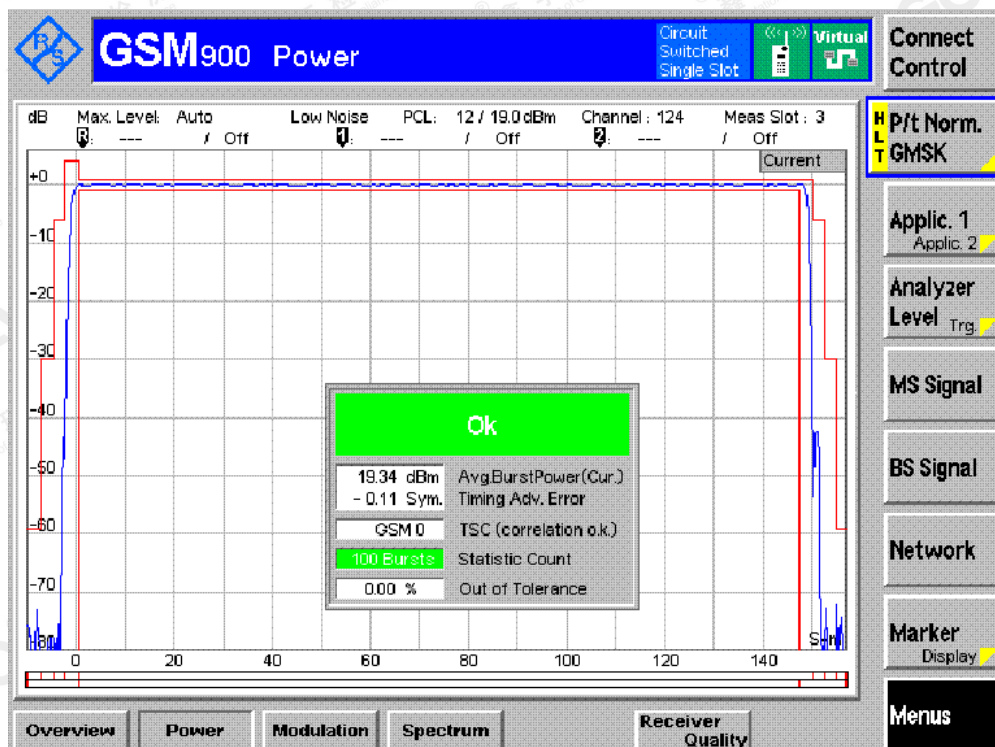 R S
GSM900 Power
Circuit Switched Single Slot
Virtual
Connect Control
dB Max. Level: Auto Low Noise PCL: 12 / 19.0 dBm Channel : 124 Meas Slot : 3
R: --- / Off 1: --- / Off 2: --- / Off
Current
HLT
P/t Norm. GMSK
Applic. 1
Applic. 2
Analyzer Level Trg.
MS Signal
BS Signal
Network
Marker
Display
Menus
+0
-10
-20
-30
-40
-50
-60
-70
-80
Ok
19.34 dBm Avg.BurstPower(Cur.)
- 0.11 Sym. Timing Adv. Error
GSM 0 TSC (correlation o.k.)
100 Bursts Statistic Count
0.00 % Out of Tolerance
0 20 40 60 80 100 120 140
Overview Power Modulation Spectrum Receiver Quality